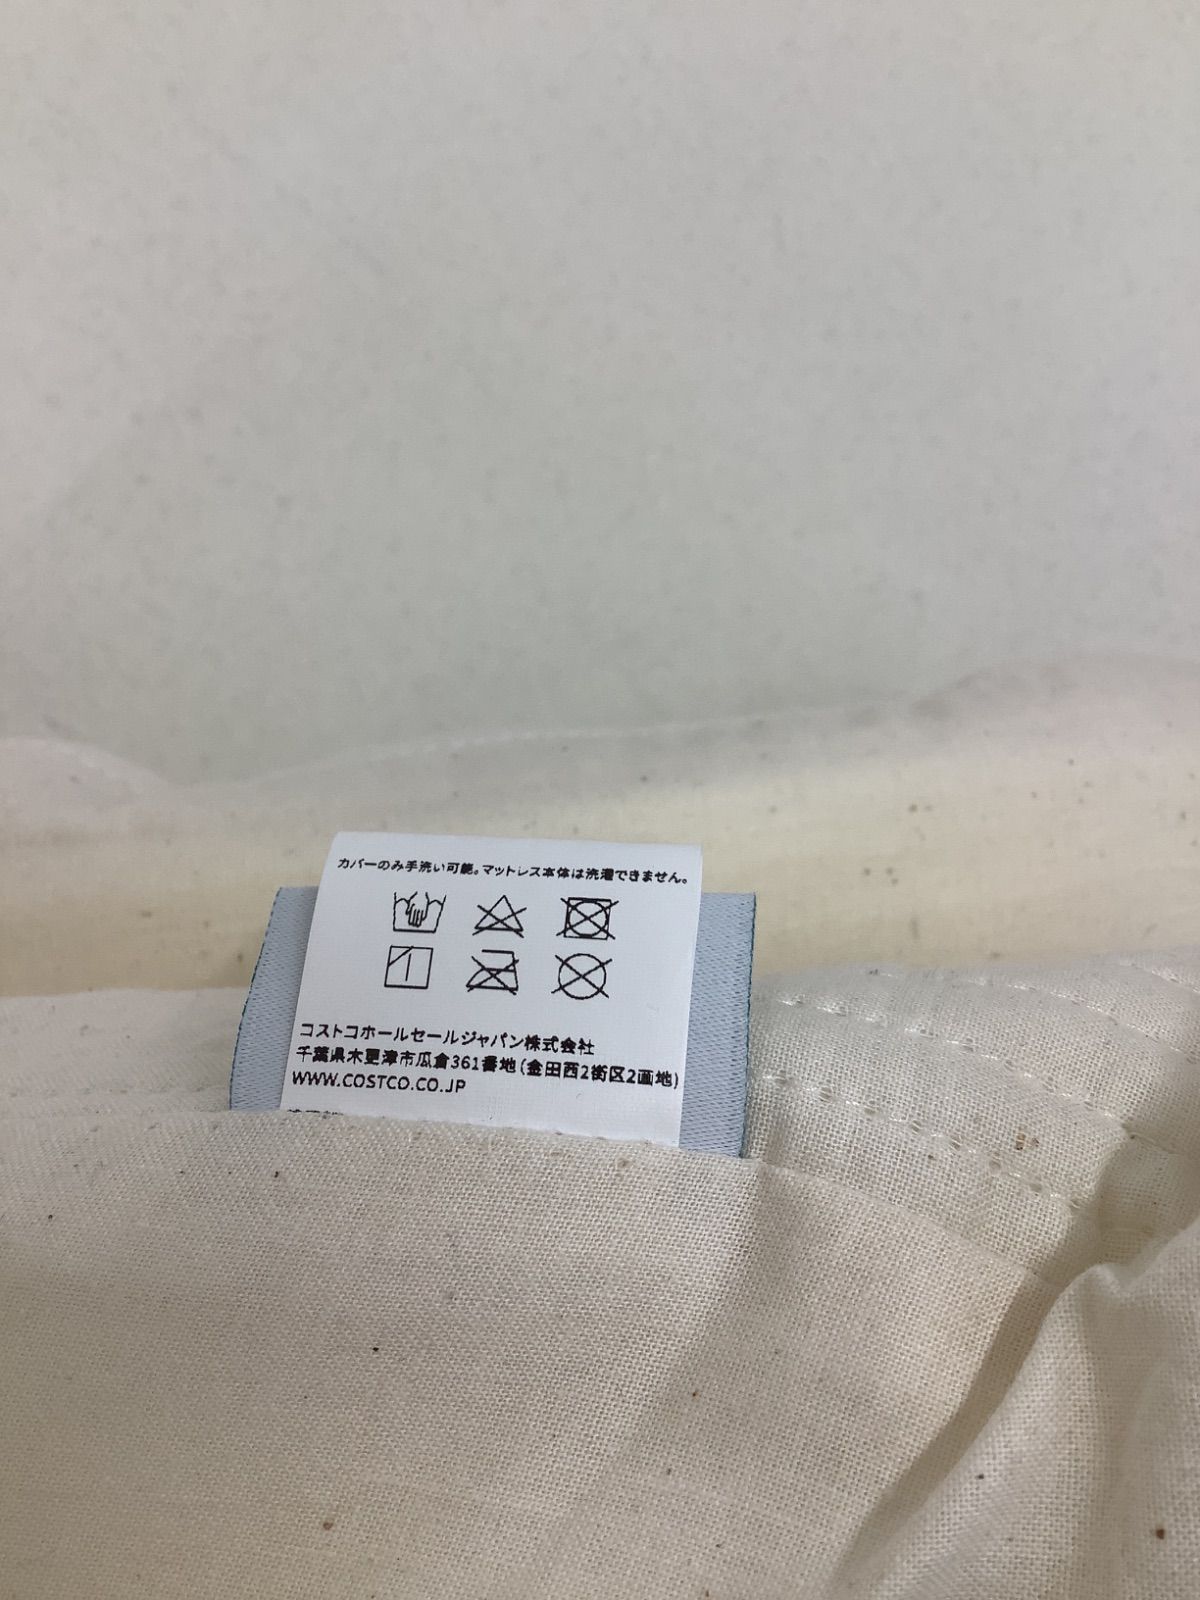 カバーのみ手洗い可能。マットレス本体は洗濯できません。
コストコホールセールジャパン株式会社
千葉県木更津市瓜倉361番地(金田西2街区2画地)
WWW.COSTCO.CO.JP